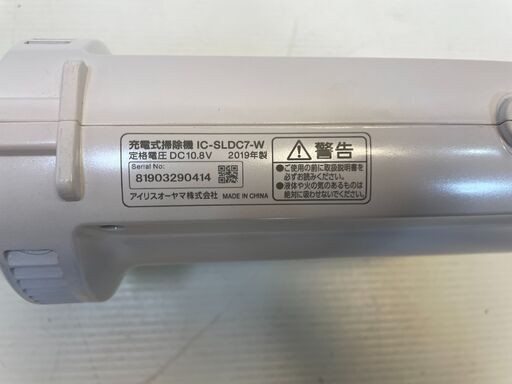 充電式掃除機 IC-SLDC7-W
定格電圧 DC10.8V 2019年製
Serial No:
81903290414
アイリスオーヤマ株式会社 MADE IN CHINA
警告
●ご使用の前に取扱説明書を
必ずお読みください。
●液体や火の気のあるものは
絶対に吸わせないでください。